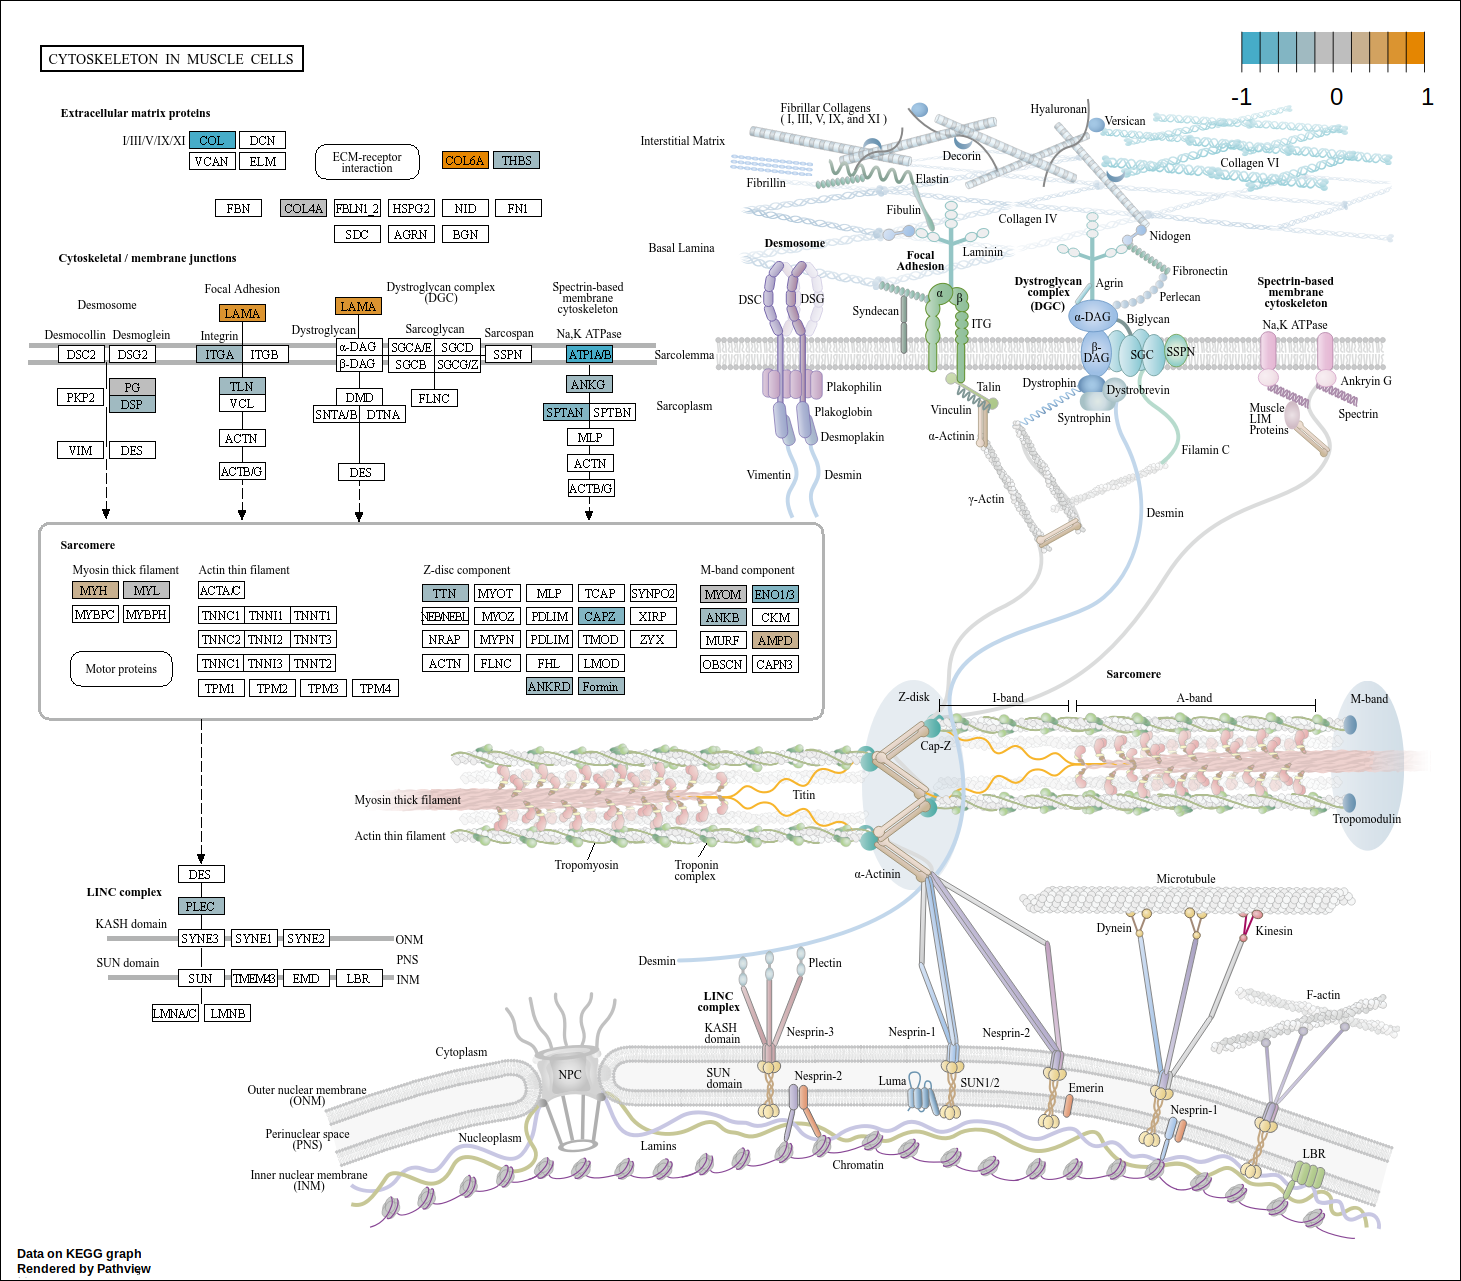 CYTOSKELETON IN MUSCLE CELLS
-1 0 1
Extracellular matrix proteins
I/III/V/IX/XI COL DCN
VCAN ELM
ECM-receptor
interaction
COL6A THBS
FBN COL4A FBLN1_2 HSPG2 NID FN1
SDC AGRN BGN
Cytoskeletal / membrane junctions
Desmosome
Focal Adhesion
Dystroglycan complex
(DGC)
Spectrin-based
membrane
cytoskeleton
LAMA LAMA
Desmocollin Desmoglein Integrin Dystroglycan Sarcoglycan Sarcospan Na,K ATPase
DSC2 DSG2 ITGA ITGB α-DAG SGCA/E SGCD SSPN ATP1A/B
β-DAG SGCB SGCG/Z
PKP2 PG TLN DMD FLNC ANKG
DSP VCL SNTA/B DTNA SPTAN SPTBN
VIM DES ACTN MLP
ACTB/G DES ACTN
ACTB/G
Sarcomere
Myosin thick filament Actin thin filament Z-disc component M-band component
MYH MYL ACTA/C TTN MYOT MLP TCAP SYNPO2 MYOM ENO1/3
MYBPC MYBPH TNNC1 TNNI1 TNNT1 NEB/NEBL MYOZ PDLIM CAPZ XIRP ANKB CKM
TNNC2 TNNI2 TNNT3 NRAP MYPN PDLIM TMOD ZYX MURF AMPD
Motor proteins TNNC1 TNNI3 TNNT2 ACTN FLNC FHL LMOD OBSCN CAPN3
TPM1 TPM2 TPM3 TPM4 ANKRD Formin
DES
LINC complex
PLEC
KASH domain
SYNE3 SYNE1 SYNE2 ONM
PNS
SUN domain
SUN TMEM43 EMD LBR INM
LMNA/C LMNB
Fibrillar Collagens
( I, III, V, IX, and XI )
Hyaluronan
Versican
Interstitial Matrix
Decorin
Collagen VI
Fibrillin
Elastin
Fibulin
Collagen IV
Nidogen
Basal Lamina
Desmosome
Laminin
Focal
Adhesion
Fibronectin
Dystroglycan
complex
(DGC)
Agrin
Perlecan
Spectrin-based
membrane
cytoskeleton
DSC DSG
α β
Syndecan
ITG
α-DAG
Biglycan
Na,K ATPase
Sarcolemma
β-
DAG
SGC
SSPN
Plakophilin
Talin
Dystrophin
Dystrobrevin
Ankryin G
Sarcoplasm
Plakoglobin
Vinculin
Syntrophin
Muscle
LIM
Proteins
Spectrin
Desmoplakin
α-Actinin
Filamin C
Vimentin Desmin
γ-Actin
Desmin
Sarcomere
Z-disk I-band A-band M-band
Cap-Z
Myosin thick filament
Titin
Tropomodulin
Actin thin filament
Tropomyosin
Troponin
complex
α-Actinin
Microtubule
Dynein
Kinesin
Desmin
Plectin
LINC
complex
F-actin
KASH
domain
Nesprin-3 Nesprin-1 Nesprin-2
Cytoplasm
NPC
SUN
domain
Nesprin-2
Luma
SUN1/2
Emerin
Outer nuclear membrane
(ONM)
Nesprin-1
Perinuclear space
(PNS)
Nucleoplasm
Lamins
Chromatin
LBR
Inner nuclear membrane
(INM)
Data on KEGG graph
Rendered by Pathview